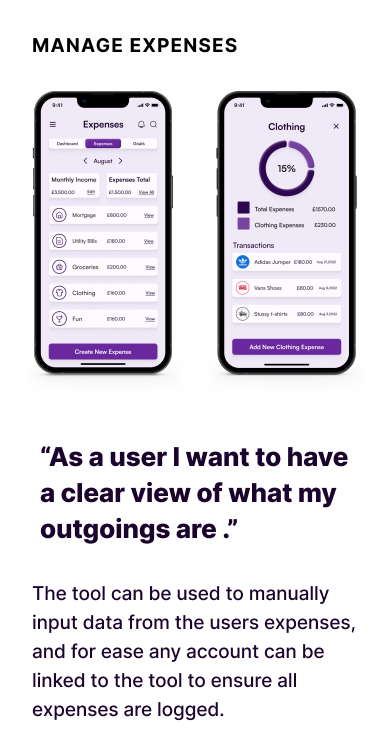 MANAGE EXPENSES
9:41
Expenses
Dashboard Expenses Goals
August
Monthly Income Expenses Total
£3,500.00 Edit £1,500.00 View All
Mortgage £800.00 View
Utility Bills £180.00 View
Groceries £200.00 View
Clothing £160.00 View
Fun £160.00 View
Create New Expense
9:41
Clothing
15%
Total Expenses £1570.00
Clothing Expenses £230.00
Transactions
Adidas Jumper £180.00 Aug 21,2022
Vans Shoes £80.00 Aug 8,2022
Stussy t-shirts £80.00 Aug 3,2022
Add New Clothing Expense
“As a user I want to have
a clear view of what my
outgoings are .”
The tool can be used to manually
input data from the users expenses,
and for ease any account can be
linked to the tool to ensure all
expenses are logged.